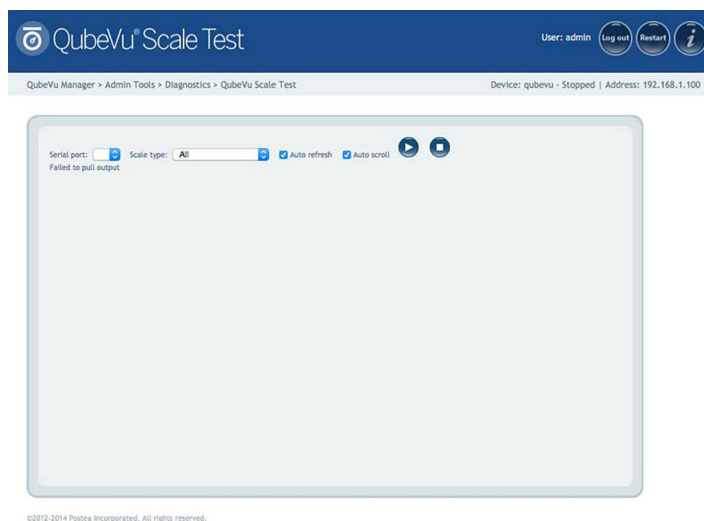 QubeVu® Scale Test
User: admin
Log out
Restart
i
QubeVu Manager > Admin Tools > Diagnostics > QubeVu Scale Test
Device: qubevu - Stopped | Address: 192.168.1.100
Serial port:
Scale type: All
Auto refresh
Auto scroll
Failed to pull output
©2012-2014 Postea Incorporated. All rights reserved.